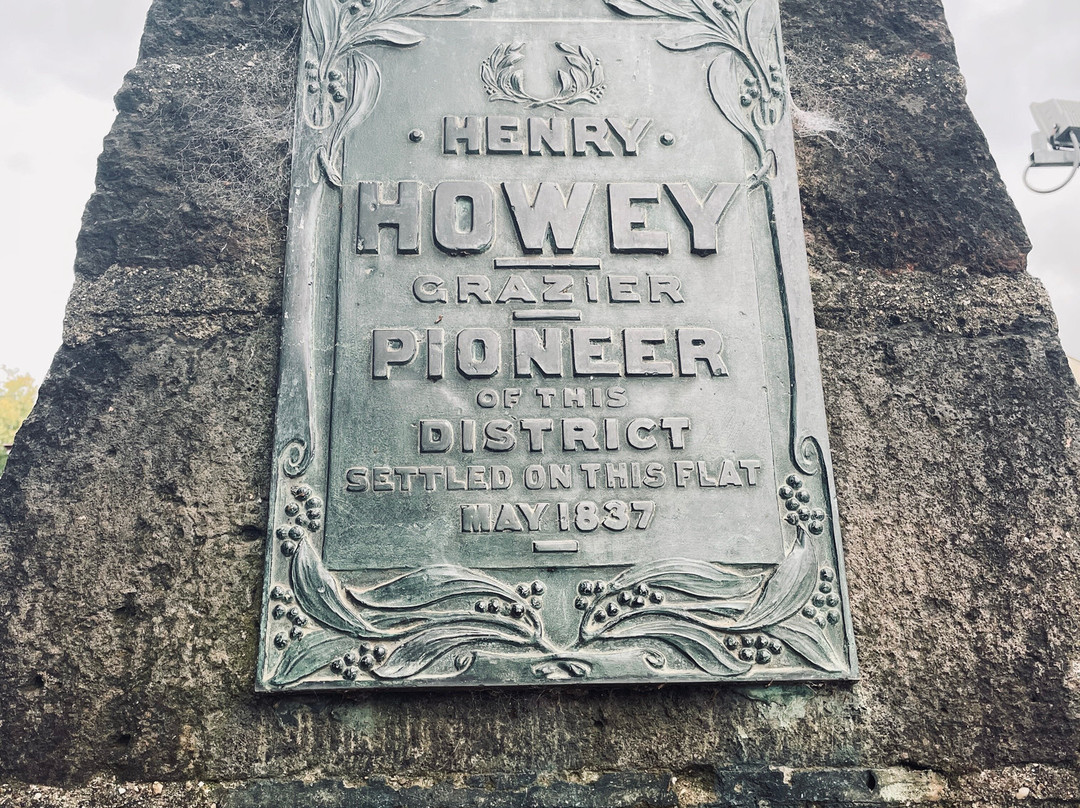 • HENRY •
HOWEY
GRAZIER
PIONEER
OF THIS
DISTRICT
SETTLED ON THIS FLAT
MAY 1837